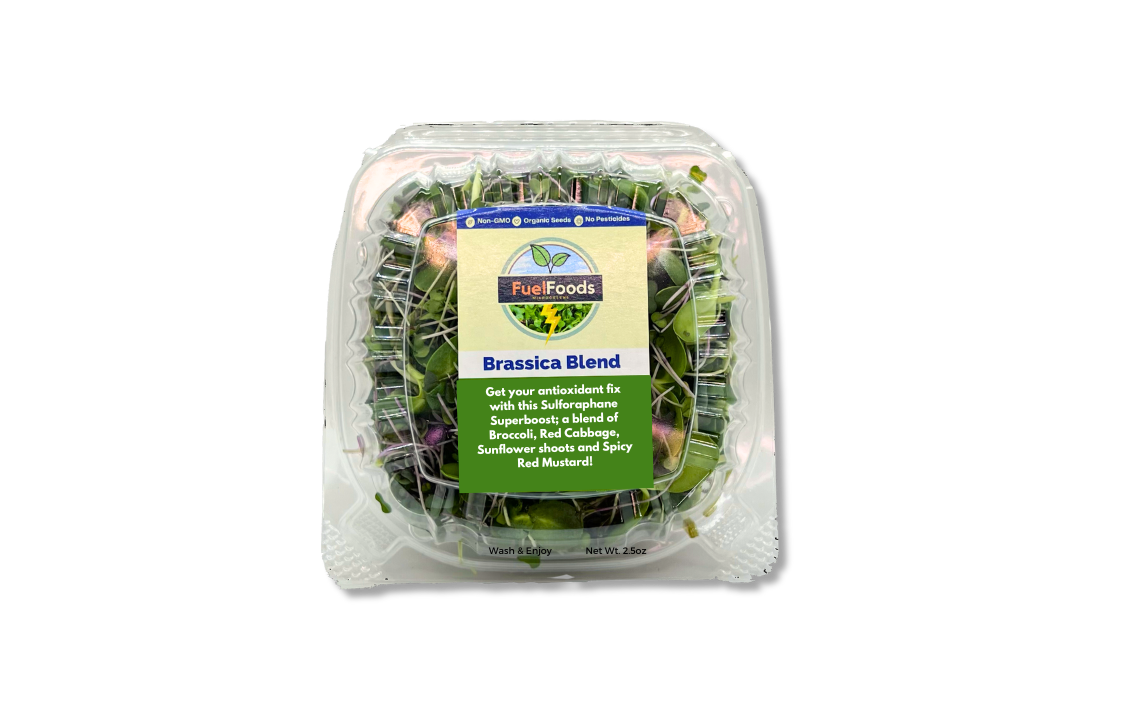 Non-GMO Organic Seeds No Pesticides
FuelFoods
MICROGREENS
Brassica Blend
Get your antioxidant fix
with this Sulforaphane
Superboost; a blend of
Broccoli, Red Cabbage,
Sunflower shoots and Spicy
Red Mustard!
Wash & Enjoy Net Wt. 2.5oz